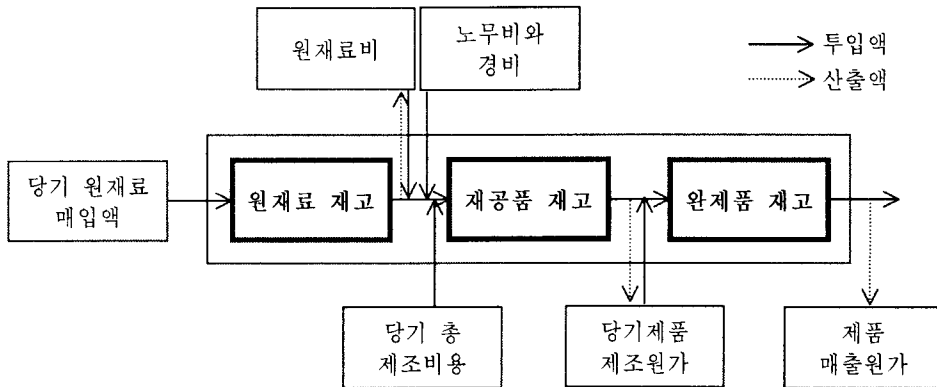 원재료비
노무비와
경비
투입액
산출액
당기 원재료
매입액
원재료 재고
재공품 재고
완제품 재고
당기 총
제조비용
당기제품
제조원가
제품
매출원가